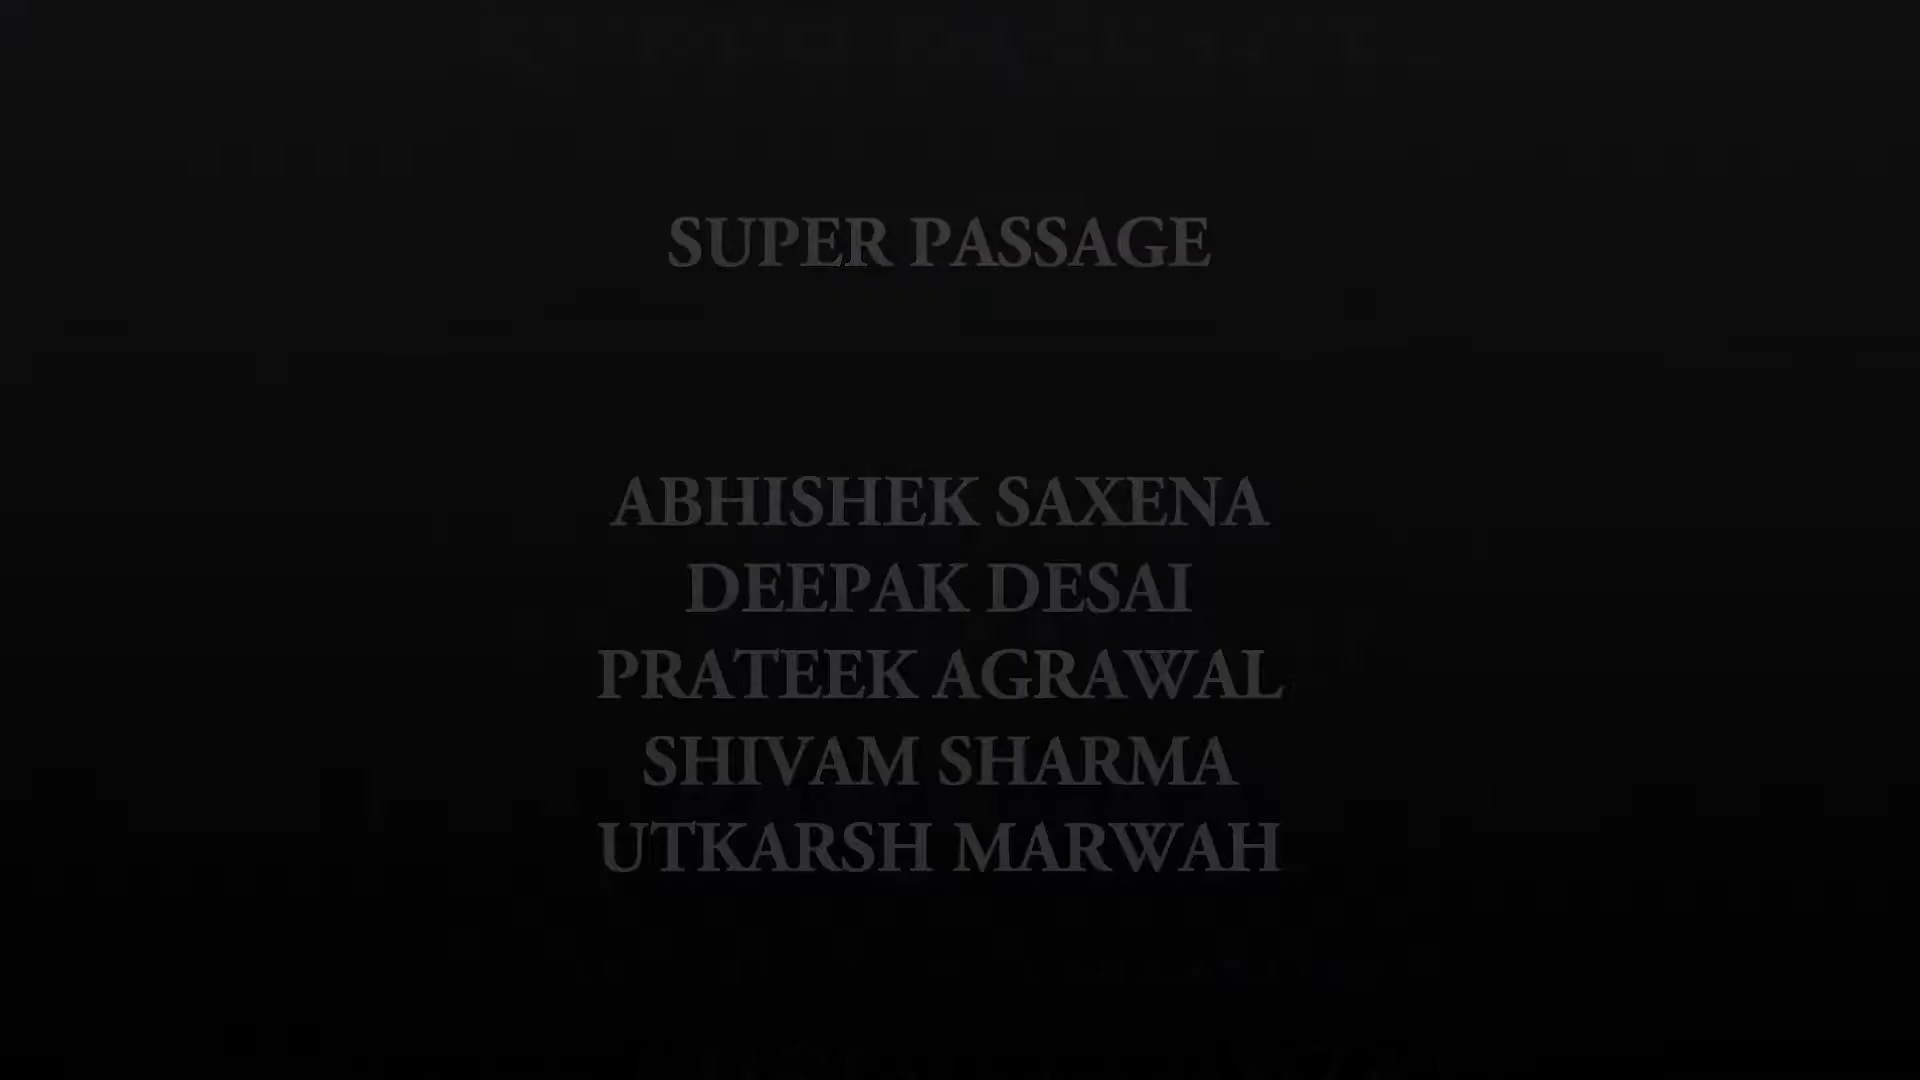 SUPER PASSAGE
ABHISHEK SAXENA
DEEPAK DESAI
PRATEEK AGRAWAL
SHIVAM SHARMA
UTKARSH MARWAH